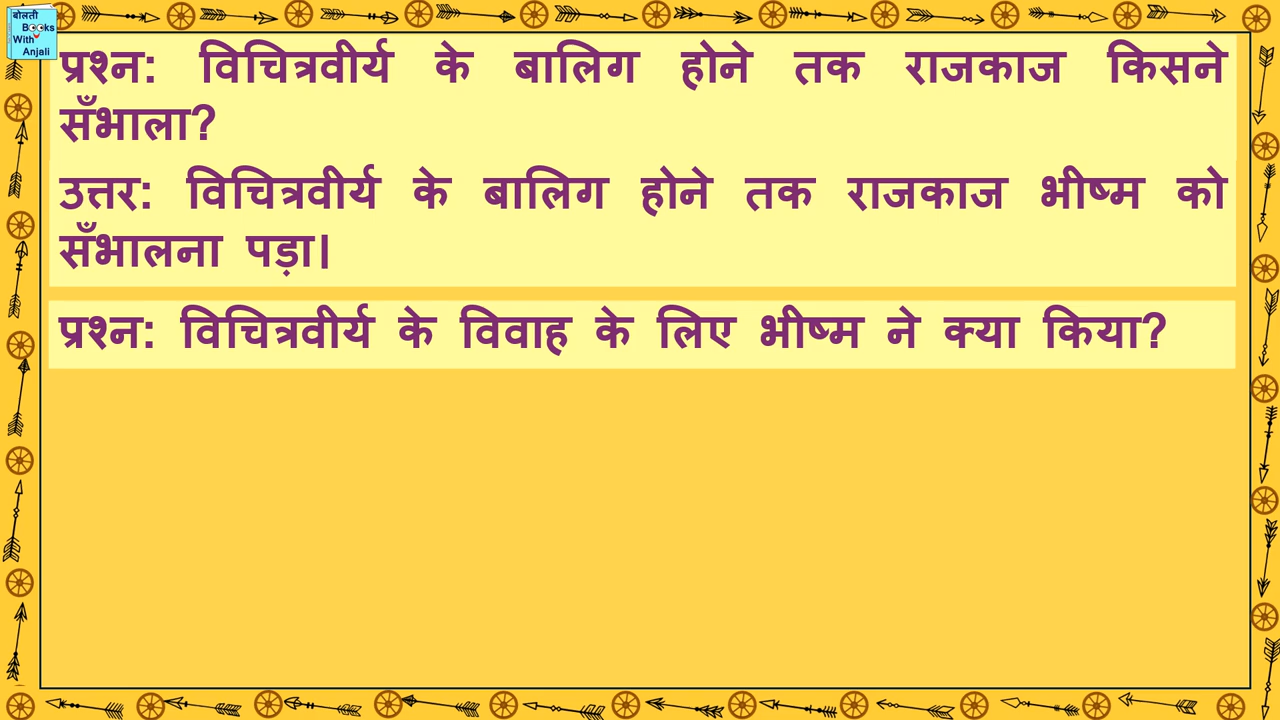 बोलती
Books
With
Anjali
प्रश्न: विचित्रवीर्य के बालिग होने तक राजकाज किसने
सँभाला?
उत्तर: विचित्रवीर्य के बालिग होने तक राजकाज भीष्म को
सँभालना पड़ा।
प्रश्न: विचित्रवीर्य के विवाह के लिए भीष्म ने क्या किया?